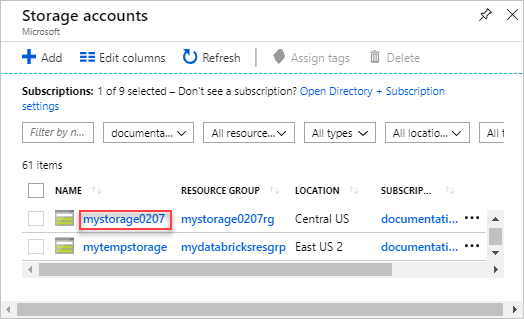 Storage accounts
Microsoft
Add Edit columns Refresh Assign tags Delete
Subscriptions: 1 of 9 selected – Don't see a subscription? Open Directory + Subscription
settings
Filter by n... documenta... All resource... All types All locatio... All t
61 items
NAME RESOURCE GROUP LOCATION SUBSCRIP...
mystorage0207 mystorage0207rg Central US documentati... •••
mytempstorage mydatabricksresgrp East US 2 documentati... •••